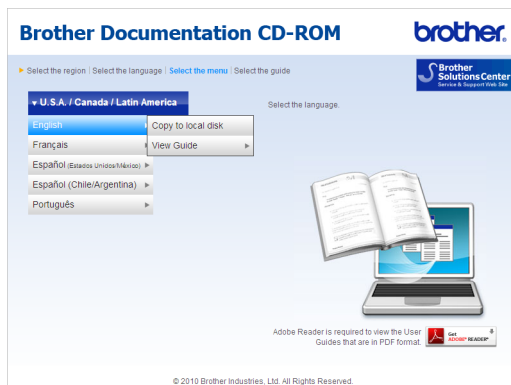 Brother Documentation CD-ROM
brother.
Select the region | Select the language | Select the menu | Select the guide
Brother
SolutionsCenter
Service & Support Web Site
U.S.A. / Canada / Latin America
Select the language.
English
Copy to local disk
Français
View Guide
Español (Estados Unidos/México)
Español (Chile/Argentina)
Português
Adobe Reader is required to view the User
Guides that are in PDF format.
Get
ADOBE® READER®
© 2010 Brother Industries, Ltd. All Rights Reserved.